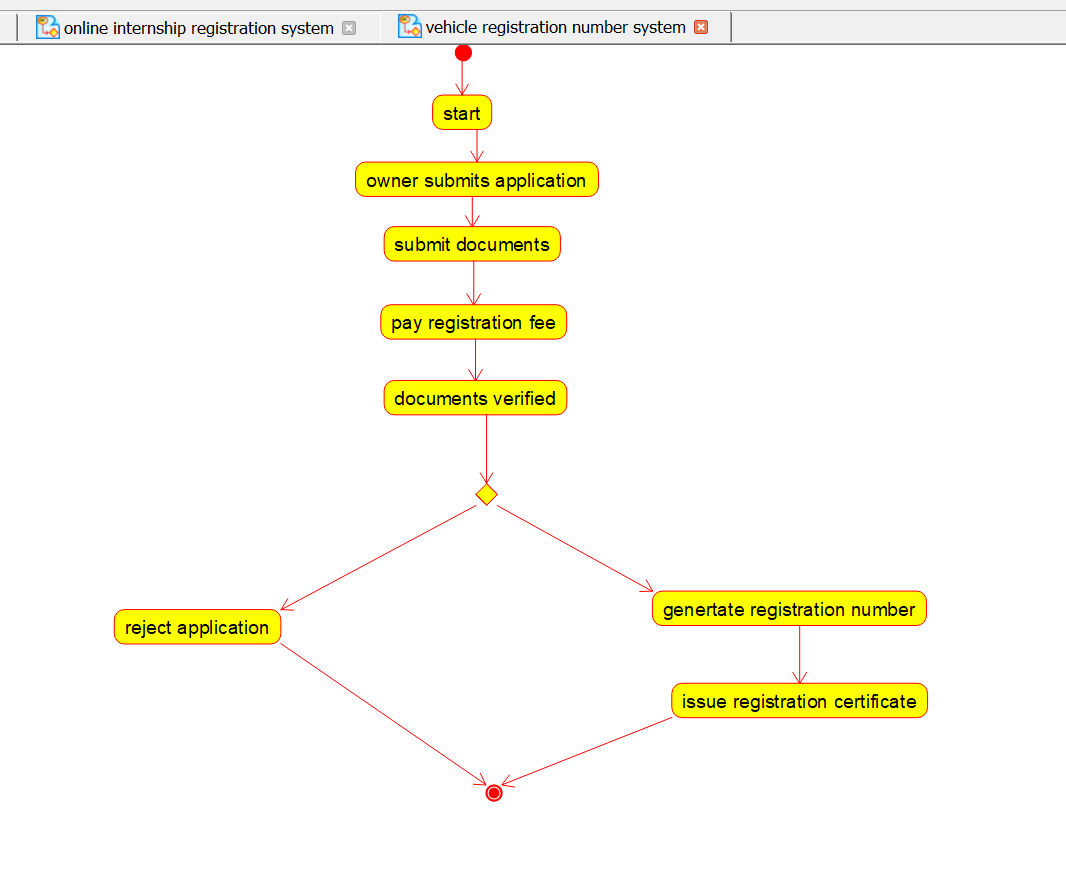 online internship registration system
vehicle registration number system
start
owner submits application
submit documents
pay registration fee
documents verified
genertate registration number
reject application
issue registration certificate